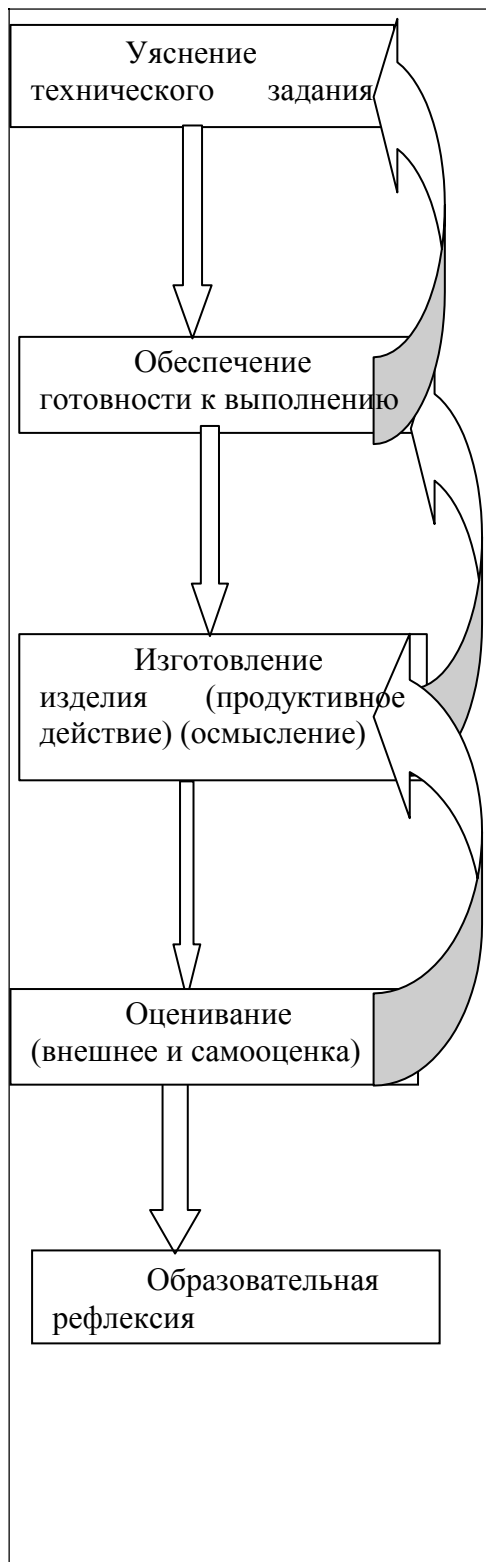 Уяснение
технического задания
Обеспечение
готовности к выполнению
Изготовление
изделия (продуктивное
действие) (осмысление)
Оценивание
(внешнее и самооценка)
Образовательная
рефлексия